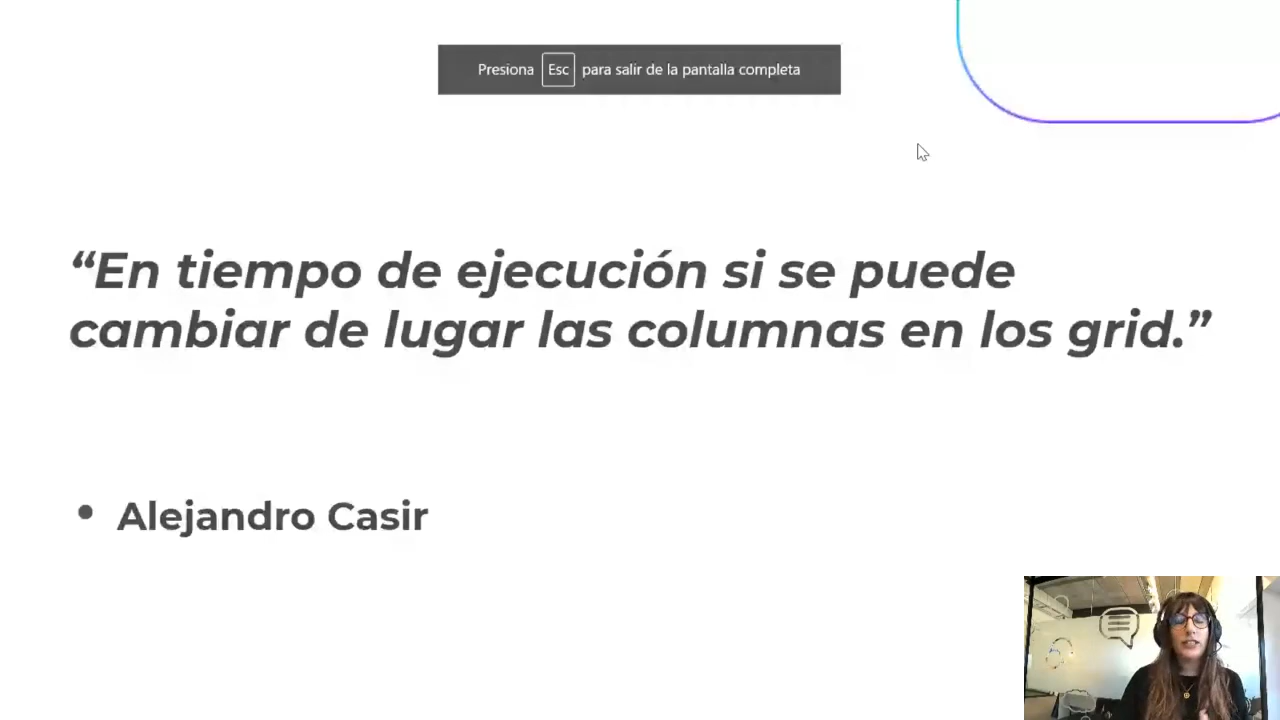 Presiona Esc para salir de la pantalla completa
“En tiempo de ejecución si se puede
cambiar de lugar las columnas en los grid.”
• Alejandro Casir